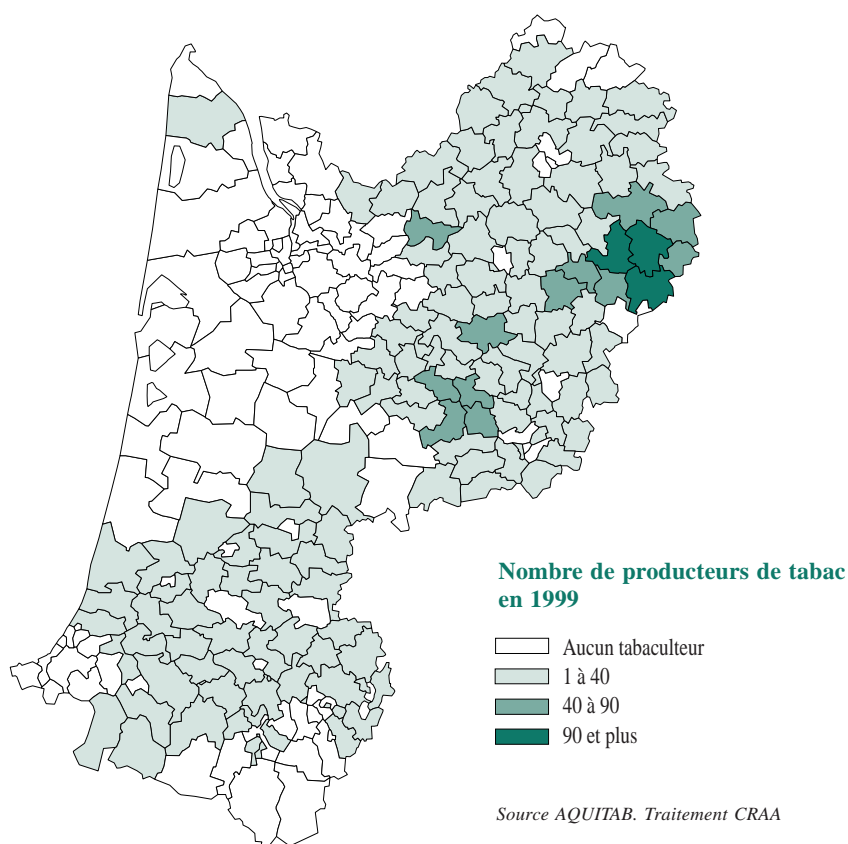 Nombre de producteurs de tabac
en 1999
Aucun tabaculteur
1 à 40
40 à 90
90 et plus
Source AQUITAB. Traitement CRAA